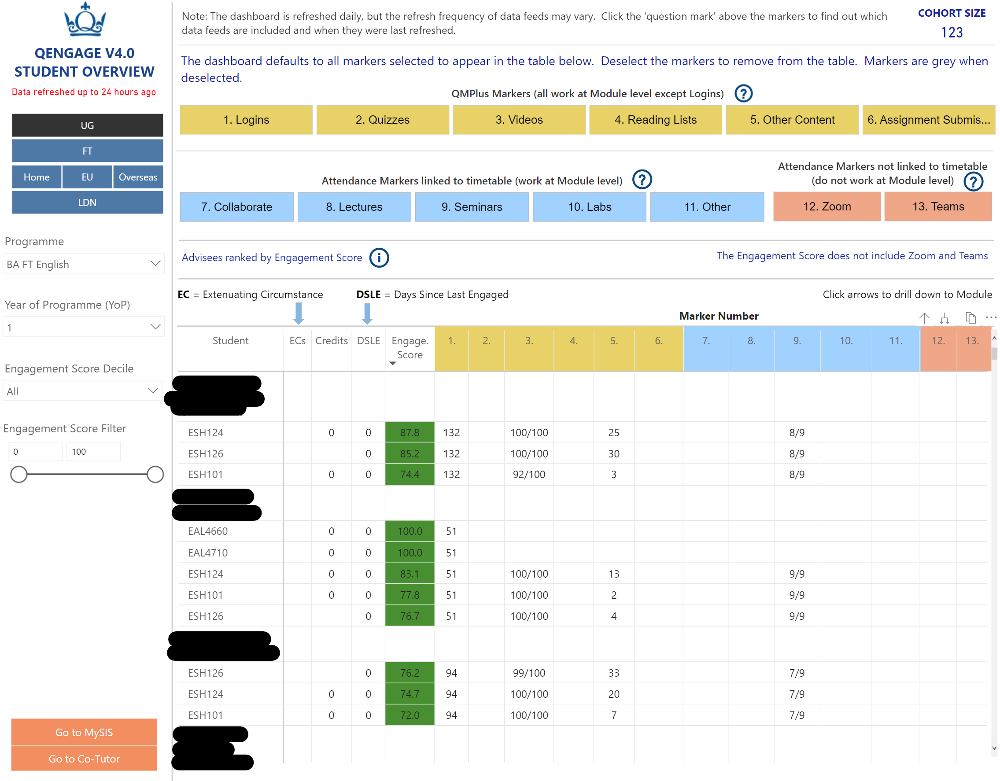 Note: The dashboard is refreshed daily, but the refresh frequency of data feeds may vary.  Click the 'question mark' above the markers to find out which
data feeds are included and when they were last refreshed.
COHORT SIZE
123
QENGAGE V4.0
STUDENT OVERVIEW
Data refreshed up to 24 hours ago
UG
FT
Home EU Overseas
LDN
Programme
BA FT English
Year of Programme (YoP)
1
Engagement Score Decile
All
Engagement Score Filter
0 100
Go to MySIS
Go to Co-Tutor
The dashboard defaults to all markers selected to appear in the table below.  Deselect the markers to remove from the table.  Markers are grey when
deselected.
QMPlus Markers (all work at Module level except Logins) ?
1. Logins 2. Quizzes 3. Videos 4. Reading Lists 5. Other Content 6. Assignment Submis...
Attendance Markers linked to timetable (work at Module level) ?
Attendance Markers not linked to timetable
(do not work at Module level) ?
7. Collaborate 8. Lectures 9. Seminars 10. Labs 11. Other 12. Zoom 13. Teams
Advisees ranked by Engagement Score i
The Engagement Score does not include Zoom and Teams
EC = Extenuating Circumstance DSLE = Days Since Last Engaged Click arrows to drill down to Module
Marker Number
Student ECs Credits DSLE Engage. 1. 2. 3. 4. 5. 6. 7. 8. 9. 10. 11. 12. 13.
Score
ESH124 0 0 87.8 132 100/100 25 8/9
ESH126 0 85.2 132 100/100 30 8/9
ESH101 0 0 74.4 132 92/100 3 8/9
EAL4660 0 0 100.0 51
EAL4710 0 0 100.0 51
ESH124 0 0 83.1 51 100/100 13 9/9
ESH101 0 0 77.8 51 100/100 2 9/9
ESH126 0 76.7 51 100/100 4 9/9
ESH126 0 76.2 94 99/100 33 7/9
ESH124 0 0 74.7 94 100/100 20 7/9
ESH101 0 0 72.0 94 100/100 7 7/9